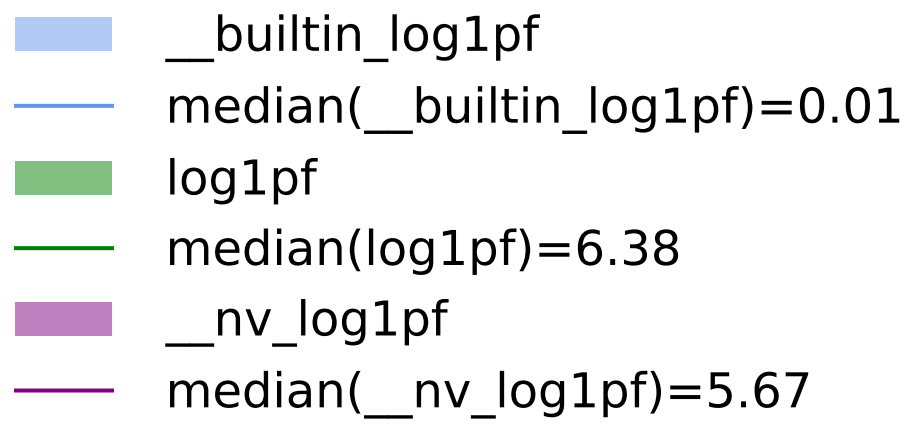 __builtin_log1pf
median(__builtin_log1pf)=0.01
log1pf
median(log1pf)=6.38
__nv_log1pf
median(__nv_log1pf)=5.67